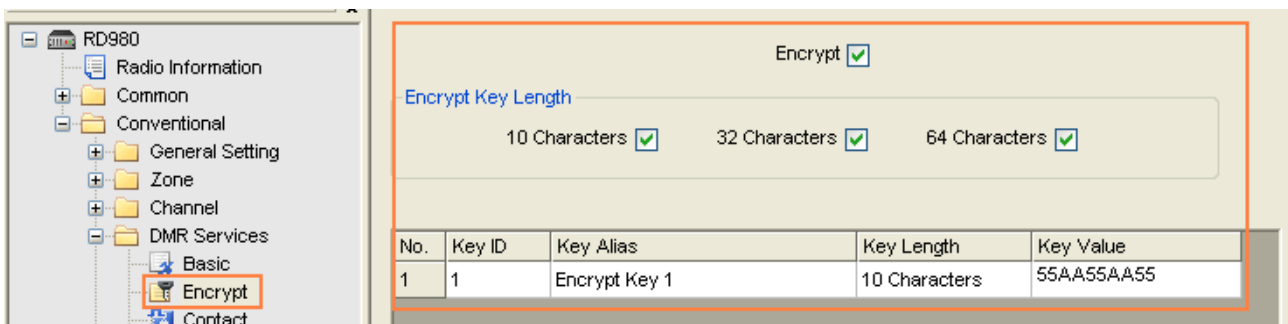 RD980
Radio Information
Common
Conventional
General Setting
Zone
Channel
DMR Services
Basic
Encrypt
Contact
Encrypt
Encrypt Key Length
10 Characters 32 Characters 64 Characters
No. Key ID Key Alias Key Length Key Value
1 1 Encrypt Key 1 10 Characters 55AA55AA55